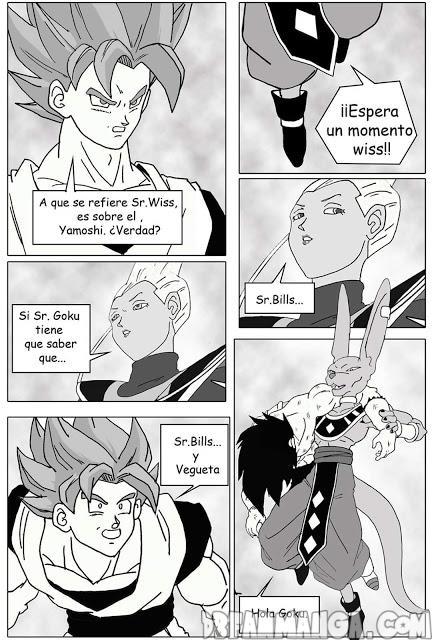 A que se refiere Sr.Wiss,
es sobre el ,
Yamoshi. ¿Verdad?
Si Sr. Goku
tiene
que saber
que...
Sr.Bills...
y
Vegueta
¡¡Espera
un momento
wiss!!
Sr.Bills...
Hola Goku.
DREAMMANGA.COM